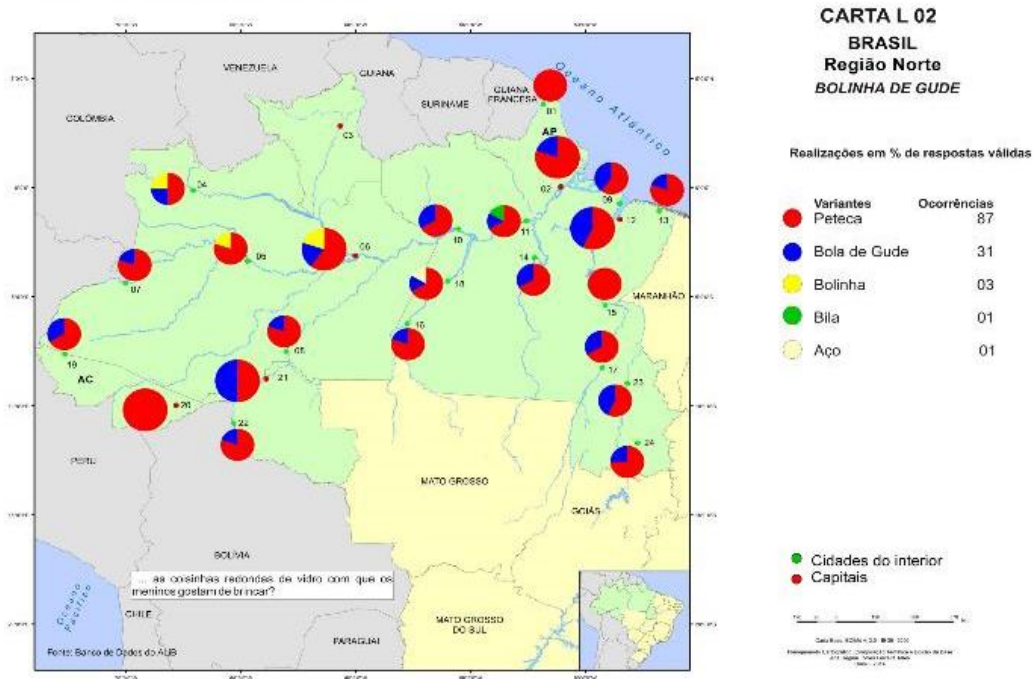 CARTA L 02
BRASIL
Região Norte
BOLINHA DE GUDE
Realizações em % de respostas válidas
Variantes Ocorrências
Peteca 87
Bola de Gude 31
Bolinha 03
Bila 01
Aço 01
Cidades do interior
Capitais
VENEZUELA
GUIANA
SURINAME
GUIANA
FRANCESA
COLÔMBIA
Oceano Atlântico
AP
01
02
03
04
05
06
07
09
10
11
12
13
14
15
16
17
18
19
20
21
22
23
24
MARANHÃO
AC
PERU
MATO GROSSO
GOIÁS
BOLÍVIA
... as coisinhas redondas de vidro com que os
meninos gostam de brincar?
Oceano
Pacífico
CHILE
PARAGUAI
MATO GROSSO
DO SUL
Fonte: Banco de Dados do ALiB